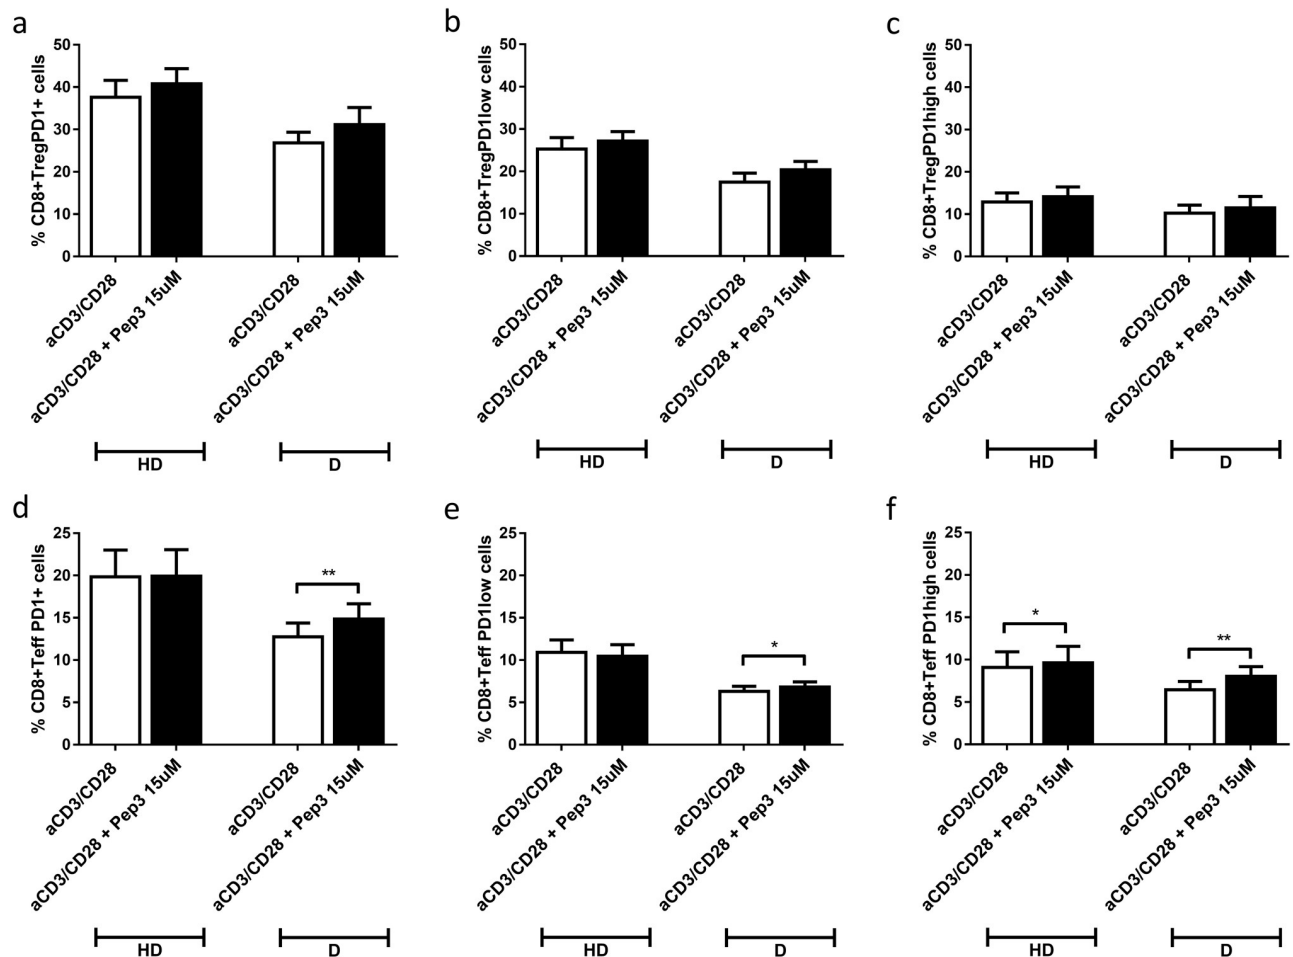 a
% CD8+TregPD1+ cells
50
40
30
20
10
0
aCD3/CD28
aCD3/CD28 + Pep3 15uM
aCD3/CD28
aCD3/CD28 + Pep3 15uM
HD
D
b
% CD8+TregPD1low cells
50
40
30
20
10
0
aCD3/CD28
aCD3/CD28 + Pep3 15uM
aCD3/CD28
aCD3/CD28 + Pep3 15uM
HD
D
c
% CD8+TregPD1high cells
50
40
30
20
10
0
aCD3/CD28
aCD3/CD28 + Pep3 15uM
aCD3/CD28
aCD3/CD28 + Pep3 15uM
HD
D
d
% CD8+Teff PD1+ cells
25
20
15
10
5
0
**
aCD3/CD28
aCD3/CD28 + Pep3 15uM
aCD3/CD28
aCD3/CD28 + Pep3 15uM
HD
D
e
% CD8+Teff PD1low cells
25
20
15
10
5
0
*
aCD3/CD28
aCD3/CD28 + Pep3 15uM
aCD3/CD28
aCD3/CD28 + Pep3 15uM
HD
D
f
% CD8+Teff PD1high cells
25
20
15
10
5
0
*
**
aCD3/CD28
aCD3/CD28 + Pep3 15uM
aCD3/CD28
aCD3/CD28 + Pep3 15uM
HD
D